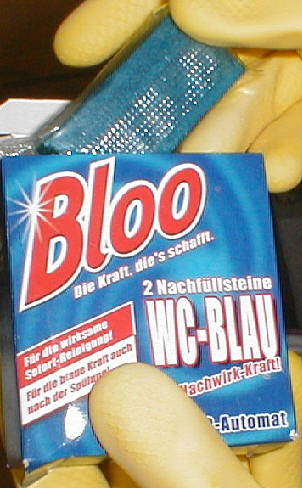 Bloo
Die Kraft, die's schafft.
2 Nachfüllsteine
WC-BLAU
Für die wirksame
Sofort-Reinigung!
Für die blaue Kraft auch
nach der Spülung!
Nachwirk-Kraft!
-Automat